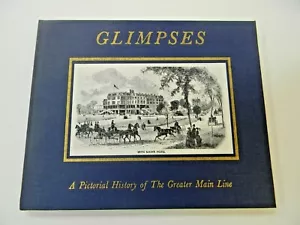 GLIMPSES
A Pictorial History of The Greater Main Line